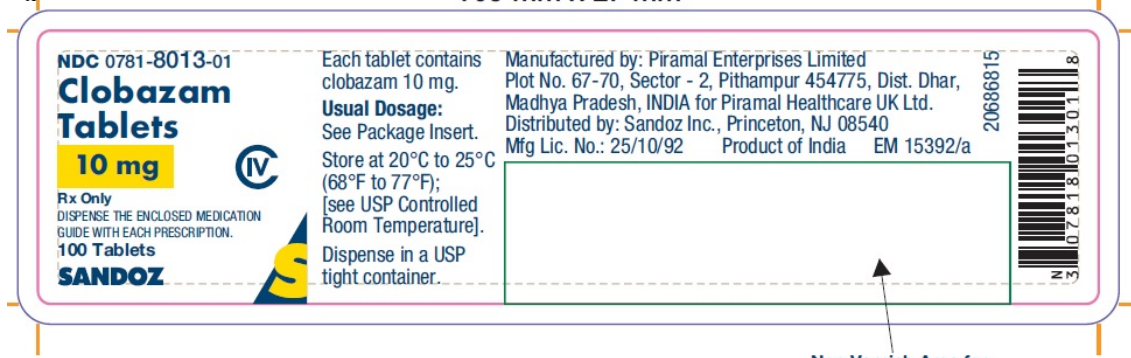 NDC 0781-8013-01
Clobazam
Tablets
10 mg
CIV
Rx Only
DISPENSE THE ENCLOSED MEDICATION
GUIDE WITH EACH PRESCRIPTION.
100 Tablets
SANDOZ
S
Each tablet contains
clobazam 10 mg.
Usual Dosage:
See Package Insert.
Store at 20°C to 25°C
(68°F to 77°F);
[see USP Controlled
Room Temperature].
Dispense in a USP
tight container.
Manufactured by: Piramal Enterprises Limited
Plot No. 67-70, Sector - 2, Pithampur 454775, Dist. Dhar,
Madhya Pradesh, INDIA for Piramal Healthcare UK Ltd.
Distributed by: Sandoz Inc., Princeton, NJ 08540
Mfg Lic. No.: 25/10/92 Product of India EM 15392/a
20686815
N
3 0781801301 8